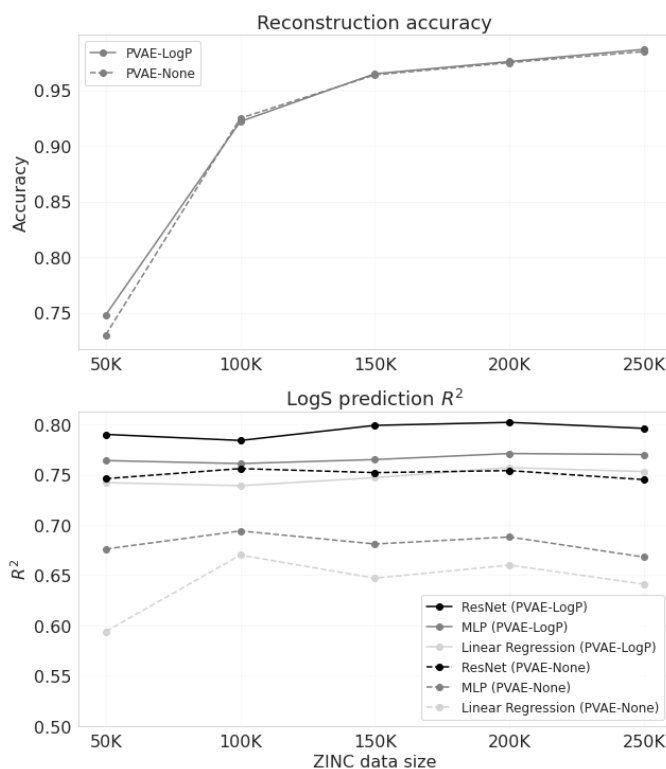 Reconstruction accuracy
PVAE-LogP
PVAE-None
Accuracy
0.95
0.90
0.85
0.80
0.75
50K 100K 150K 200K 250K
LogS prediction R²
R²
0.80
0.75
0.70
0.65
0.60
0.55
0.50
ResNet (PVAE-LogP)
MLP (PVAE-LogP)
Linear Regression (PVAE-LogP)
ResNet (PVAE-None)
MLP (PVAE-None)
Linear Regression (PVAE-None)
50K 100K 150K 200K 250K
ZINC data size